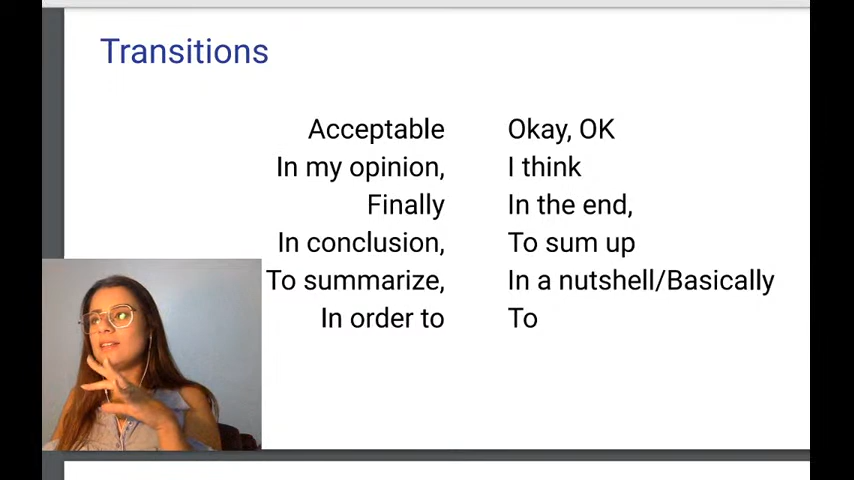 Transitions
Acceptable Okay, OK
In my opinion, I think
Finally In the end,
In conclusion, To sum up
To summarize, In a nutshell/Basically
In order to To